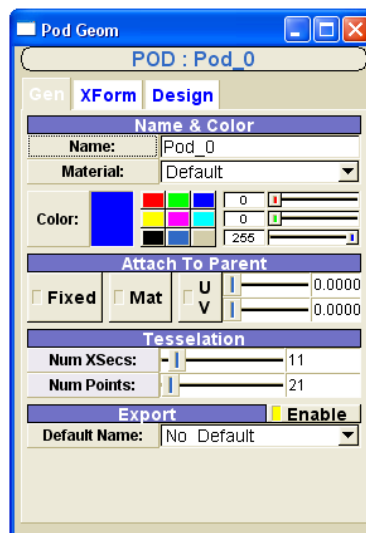 Pod Geom
POD : Pod_0
Gen XForm Design
Name & Color
Name: Pod_0
Material: Default
Color: 0
0
255
Attach To Parent
Fixed Mat U V 0.0000
0.0000
Tesselation
Num XSecs: 11
Num Points: 21
Export Enable
Default Name: No Default